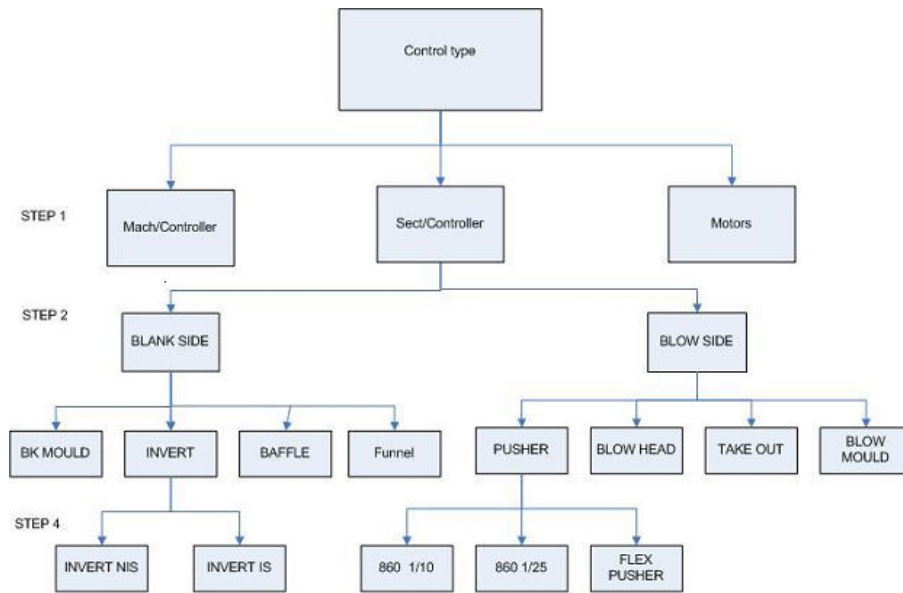 Control type
STEP 1
Mach/Controller
Sect/Controller
Motors
STEP 2
BLANK SIDE
BLOW SIDE
BK MOULD
INVERT
BAFFLE
Funnel
PUSHER
BLOW HEAD
TAKE OUT
BLOW
MOULD
STEP 4
INVERT NIS
INVERT IS
860 1/10
860 1/25
FLEX
PUSHER